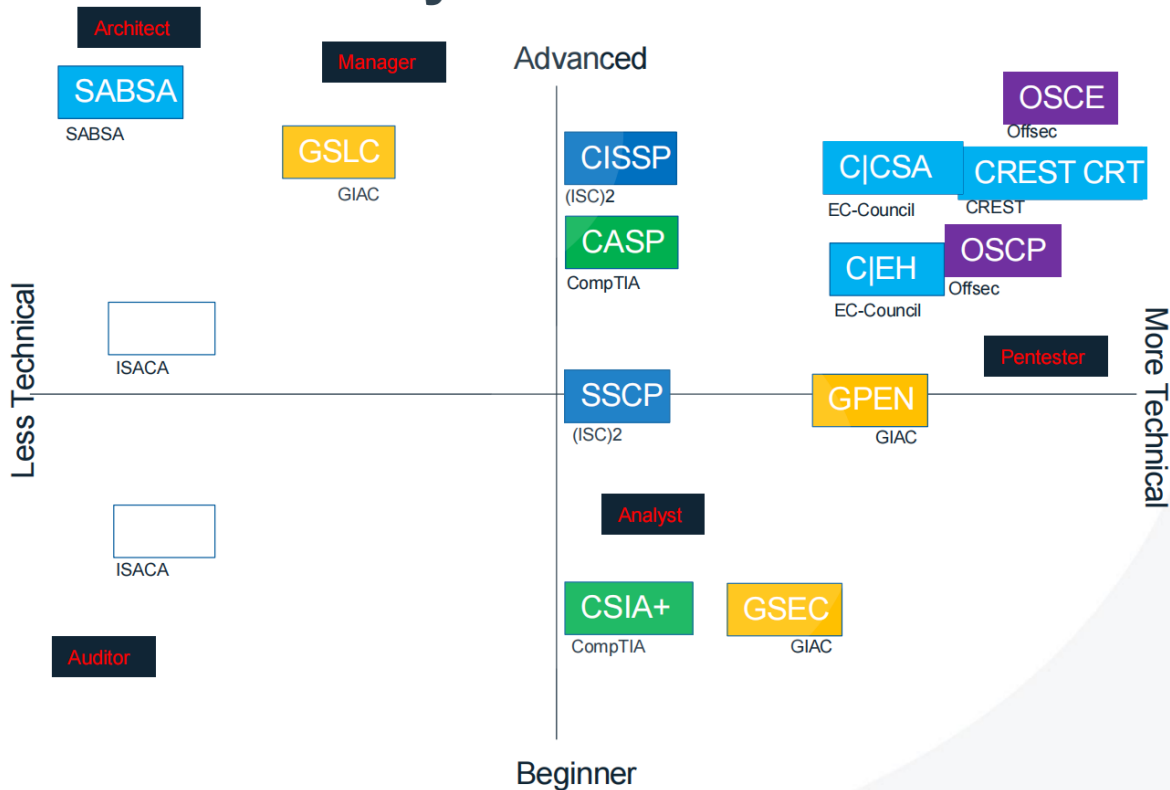 Architect
Manager
Advanced
SABSA
SABSA
GSLC
GIAC
CISSP
(ISC)2
CASP
CompTIA
OSCE
Offsec
C|CSA
EC-Council
CREST CRT
CREST
C|EH
EC-Council
OSCP
Offsec
ISACA
Less Technical
More Technical
Pentester
SSCP
(ISC)2
GPEN
GIAC
Analyst
ISACA
CSIA+
CompTIA
GSEC
GIAC
Auditor
Beginner